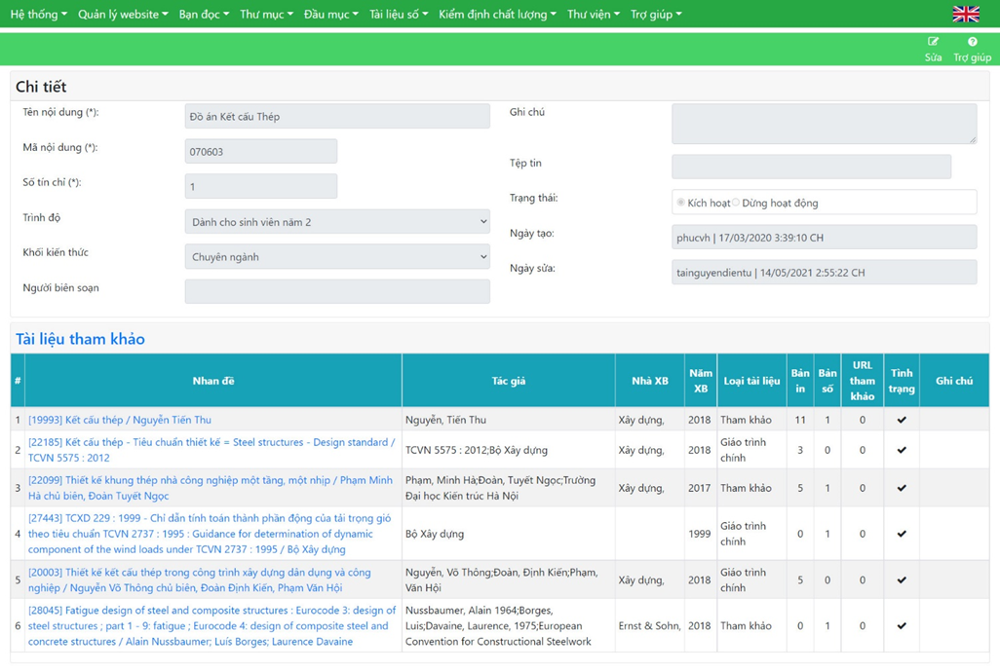 Hệ thống Quản lý website Bạn đọc Thư mục Đầu mục Tài liệu số Kiểm định chất lượng Thư viện Trợ giúp
Sửa Trợ giúp
Chi tiết
Tên nội dung (*): Đồ án Kết cấu Thép
Mã nội dung (*): 070603
Số tín chỉ (*): 1
Trình độ Dành cho sinh viên năm 2
Khối kiến thức Chuyên ngành
Người biên soạn
Ghi chú
Tệp tin
Trạng thái: Kích hoạt Dừng hoạt động
Ngày tạo: phucvh | 17/03/2020 3:39:10 CH
Ngày sửa: tainguyendientu | 14/05/2021 2:55:22 CH
Tài liệu tham khảo
# Nhan đề Tác giả Nhà XB Năm XB Loại tài liệu Bản in Bản số URL tham khảo Tình trạng Ghi chú
1 [19993] Kết cấu thép / Nguyễn Tiến Thu Nguyễn, Tiến Thu Xây dựng, 2018 Tham khảo 11 1 0 ✔
2 [22185] Kết cấu thép - Tiêu chuẩn thiết kế = Steel structures - Design standard /
TCVN 5575 : 2012 TCVN 5575 : 2012;Bộ Xây dựng Xây dựng, 2018 Giáo trình
chính 3 0 0 ✔
3 [22099] Thiết kế khung thép nhà công nghiệp một tầng, một nhịp / Phạm Minh
Hà chủ biên, Đoàn Tuyết Ngọc Phạm, Minh Hà;Đoàn, Tuyết Ngọc;Trường
Đại học Kiến trúc Hà Nội Xây dựng, 2017 Tham khảo 5 1 0 ✔
4 [27443] TCXD 229 : 1999 - Chỉ dẫn tính toán thành phần động của tải trọng gió
theo tiêu chuẩn TCVN 2737 : 1995 : Guidance for determination of dynamic
component of the wind loads under TCVN 2737 : 1995 / Bộ Xây dựng Bộ Xây dựng 1999 Giáo trình
chính 0 1 0 ✔
5 [20003] Thiết kế kết cấu thép trong công trình xây dựng dân dụng và công
nghiệp / Nguyễn Võ Thông chủ biên, Đoàn Định Kiến, Phạm Văn Hội Nguyễn, Võ Thông;Đoàn, Định Kiến;Phạm,
Văn Hội Xây dựng, 2018 Giáo trình
chính 5 0 0 ✔
6 [28045] Fatigue design of steel and composite structures : Eurocode 3: design of
steel structures ; part 1 - 9: fatigue ; Eurocode 4: design of composite steel and
concrete structures / Alain Nussbaumer; Luís Borges; Laurence Davaine Nussbaumer, Alain 1964;Borges,
Luis;Davaine, Laurence, 1975;European
Convention for Constructional Steelwork Ernst & Sohn, 2018 Tham khảo 0 1 0 ✔